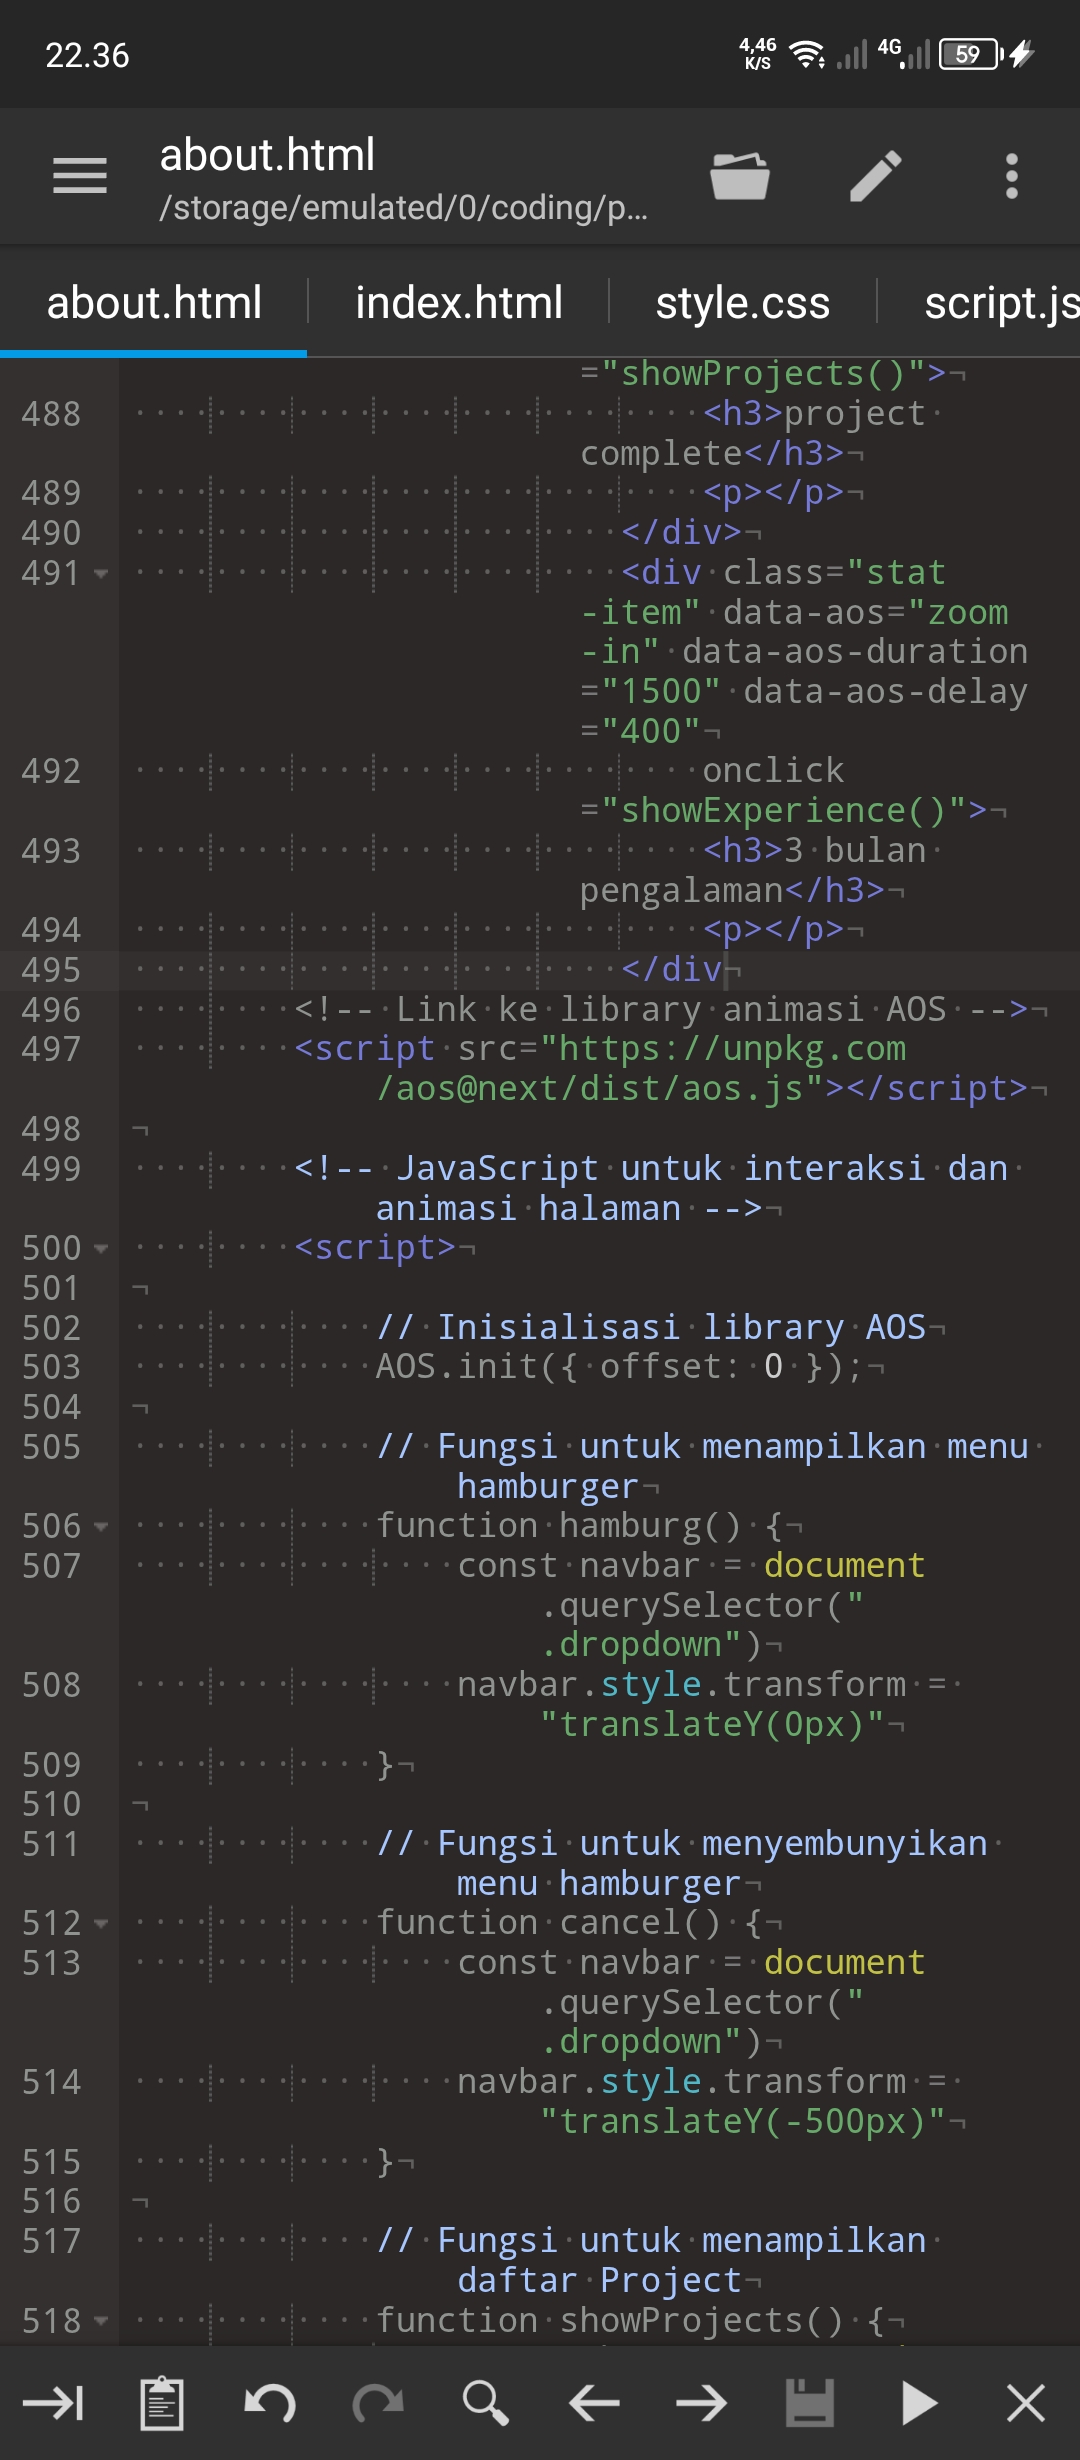 22.36
4,46
K/S
4G
59
about.html
/storage/emulated/0/coding/p...
about.html
index.html
style.css
script.js
="showProjects()">¬
488 <h3>project
complete</h3>¬
489 <p></p>¬
490 </div>¬
491 <div class="stat
-item" data-aos="zoom
-in" data-aos-duration
="1500" data-aos-delay
="400"¬
492 onclick
="showExperience()">¬
493 <h3>3 bulan
pengalaman</h3>¬
494 <p></p>¬
495 </div¬
496 <!-- Link ke library animasi AOS -->¬
497 <script src="https://unpkg.com
/aos@next/dist/aos.js"></script>¬
498 ¬
499 <!-- JavaScript untuk interaksi dan
animasi halaman -->¬
500 <script>¬
501 ¬
502 // Inisialisasi library AOS¬
503 AOS.init({ offset: 0 });¬
504 ¬
505 // Fungsi untuk menampilkan menu
hamburger¬
506 function hamburg() {¬
507 const navbar = document
.querySelector("
.dropdown")¬
508 navbar.style.transform =
"translateY(0px)"¬
509 }¬
510 ¬
511 // Fungsi untuk menyembunyikan
menu hamburger¬
512 function cancel() {¬
513 const navbar = document
.querySelector("
.dropdown")¬
514 navbar.style.transform =
"translateY(-500px)"¬
515 }¬
516 ¬
517 // Fungsi untuk menampilkan
daftar Project¬
518 function showProjects() {¬